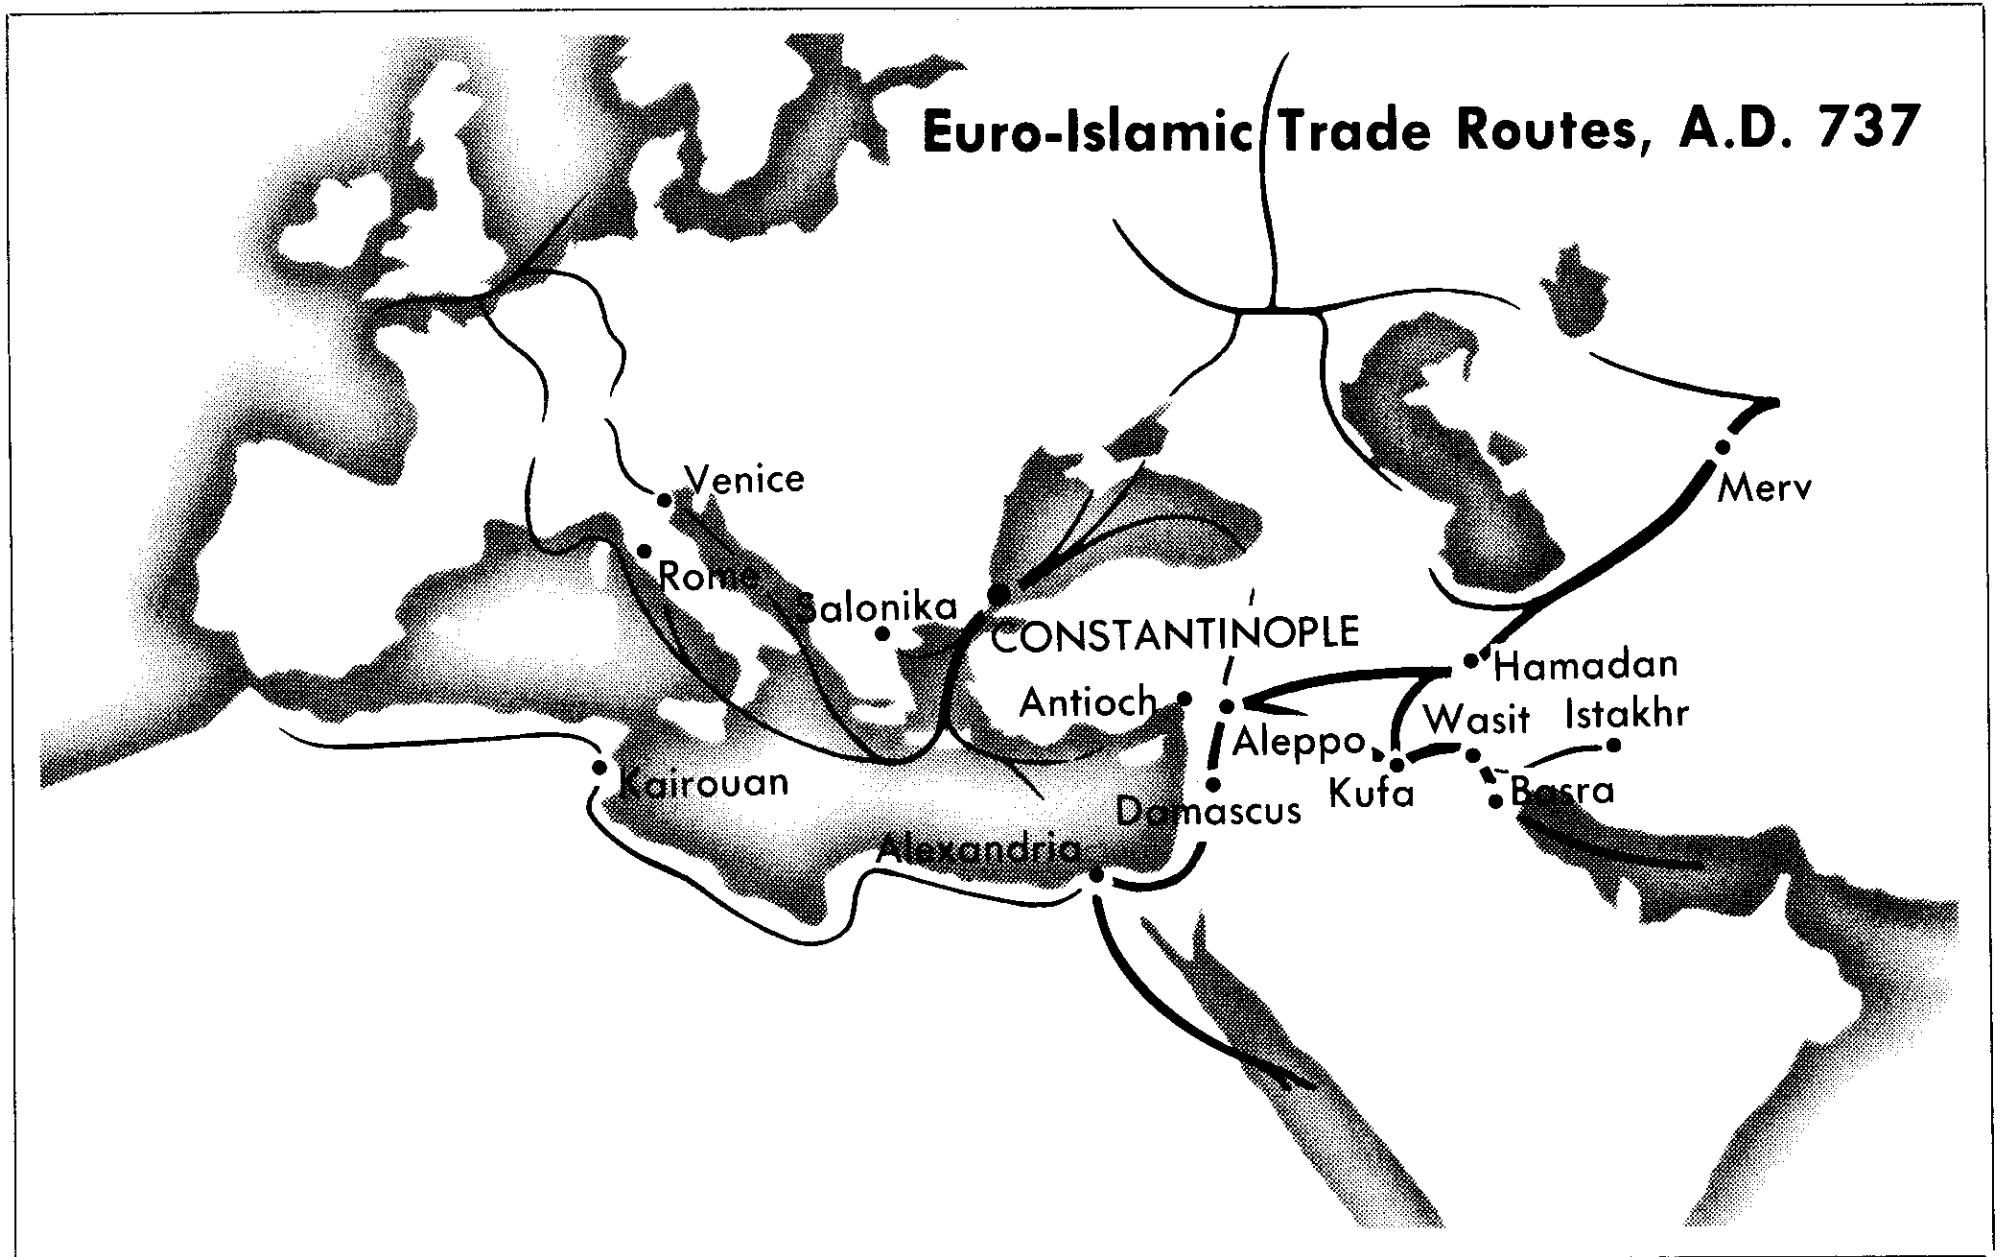 Euro-Islamic Trade Routes, A.D. 737
Venice
Merv
Rome
Salonika
CONSTANTINOPLE
Hamadan
Antioch
Wasit
Istakhr
Aleppo
Kairouan
Kufa
Basra
Damascus
Alexandria